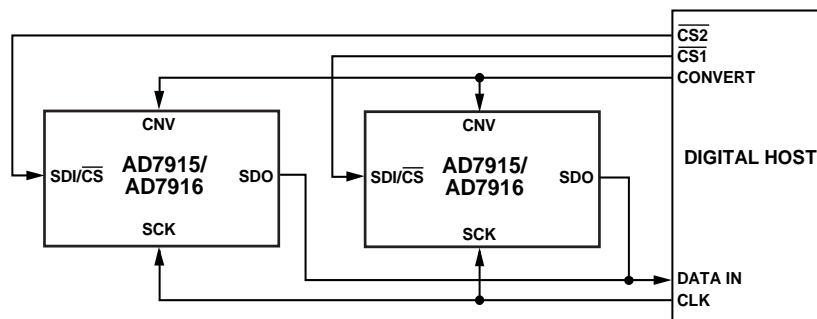 CS2
CS1
CONVERT
CNV
AD7915/
AD7916
SDI/CS
SDO
SCK
CNV
AD7915/
AD7916
SDI/CS
SDO
SCK
DIGITAL HOST
DATA IN
CLK